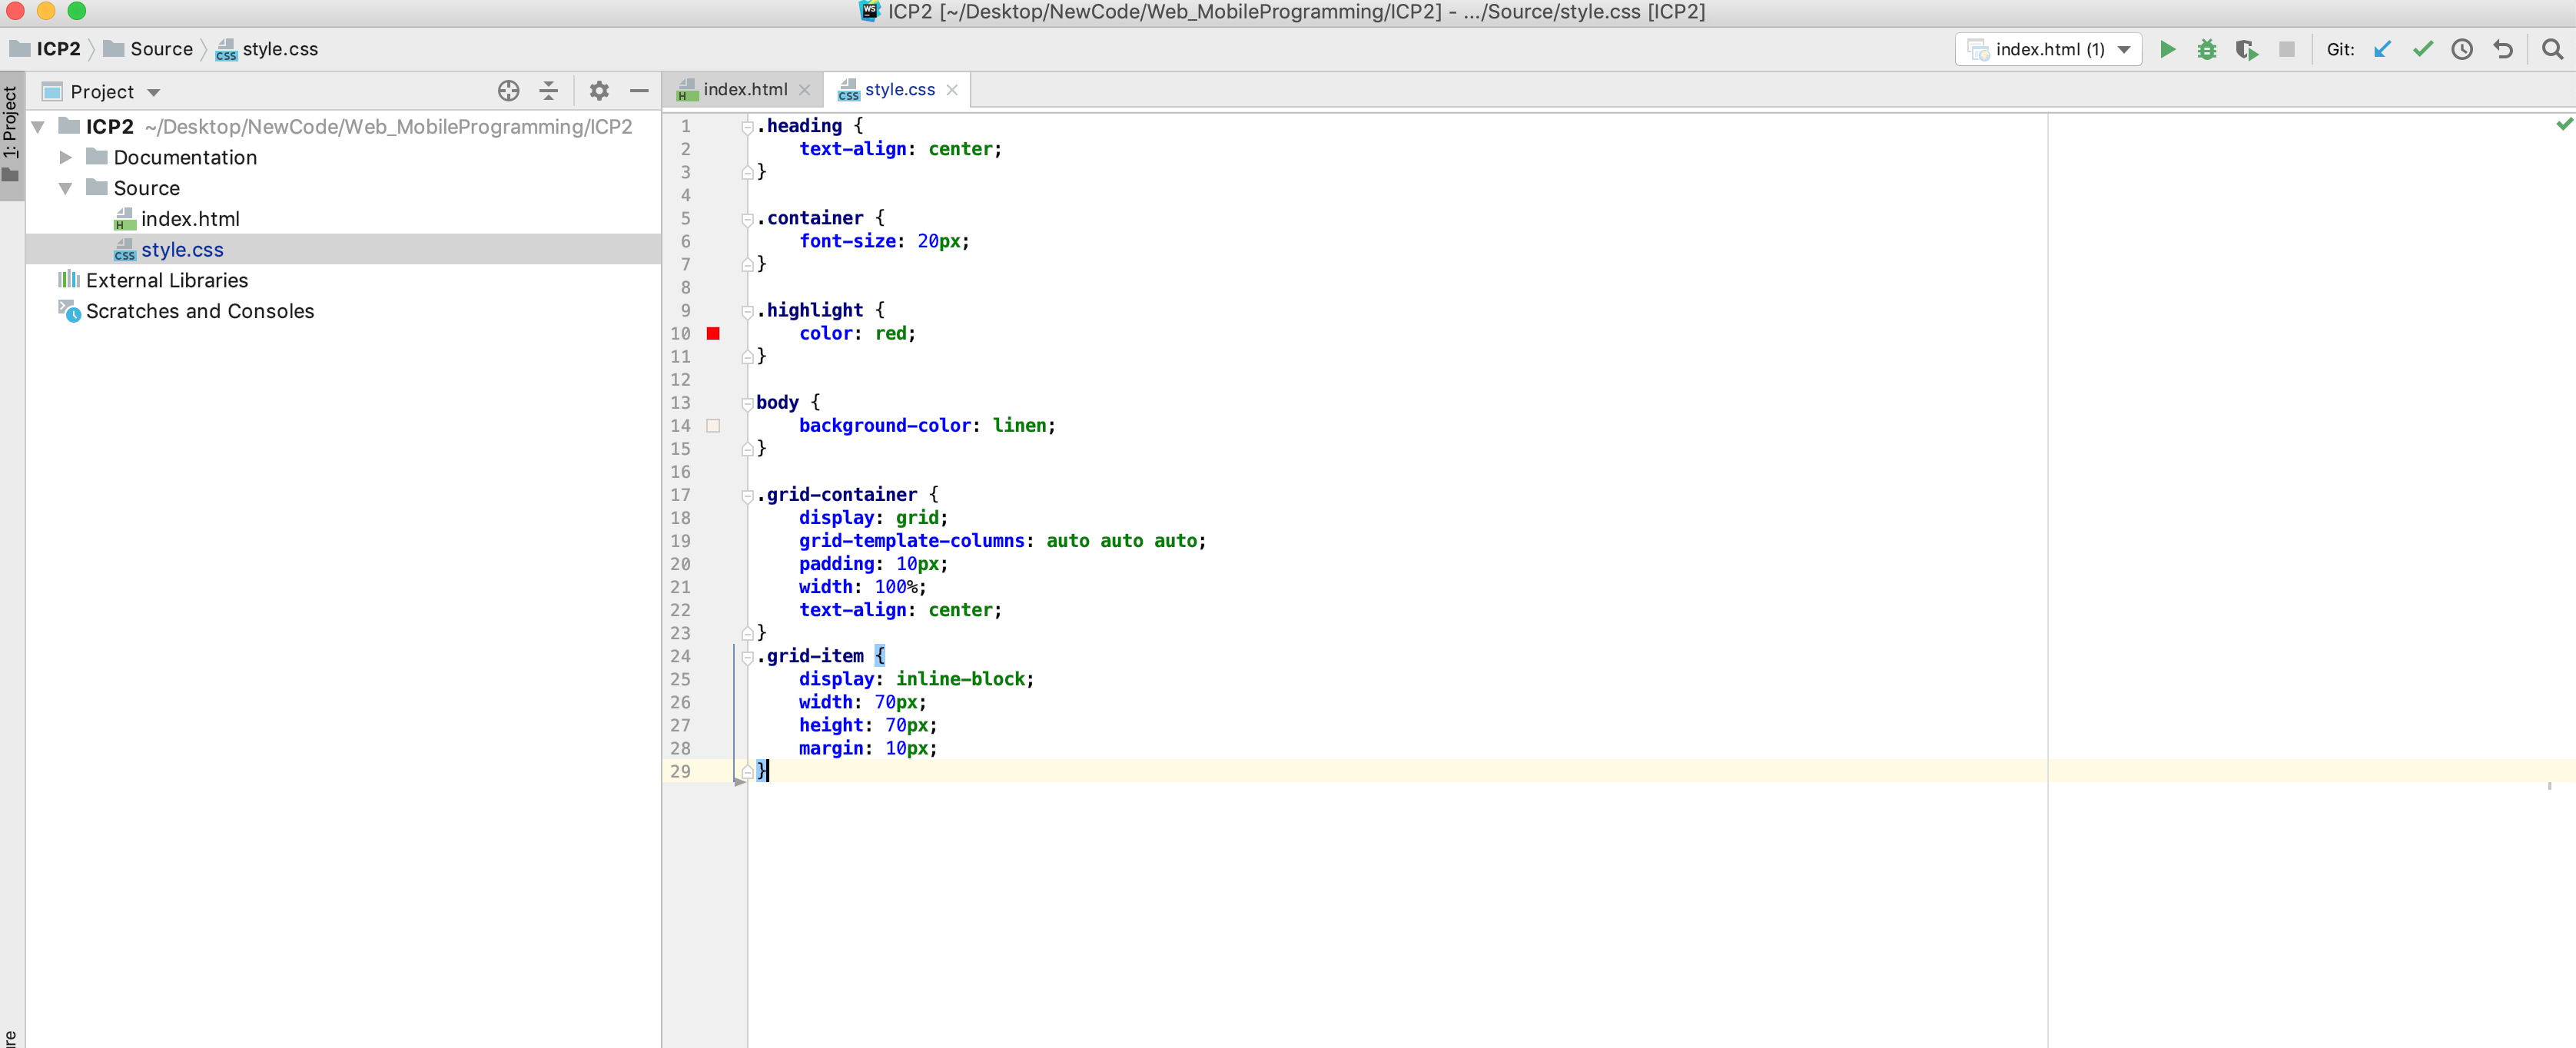 ICP2 [~/Desktop/NewCode/Web_MobileProgramming/ICP2] - .../Source/style.css [ICP2]
ICP2 Source style.css
index.html (1) Git:
1: Project
Project
ICP2 ~/Desktop/NewCode/Web_MobileProgramming/ICP2
Documentation
Source
index.html
style.css
External Libraries
Scratches and Consoles
index.html style.css
1 .heading {
2 text-align: center;
3 }
4
5 .container {
6 font-size: 20px;
7 }
8
9 .highlight {
10 color: red;
11 }
12
13 body {
14 background-color: linen;
15 }
16
17 .grid-container {
18 display: grid;
19 grid-template-columns: auto auto auto;
20 padding: 10px;
21 width: 100%;
22 text-align: center;
23 }
24 .grid-item {
25 display: inline-block;
26 width: 70px;
27 height: 70px;
28 margin: 10px;
29 }